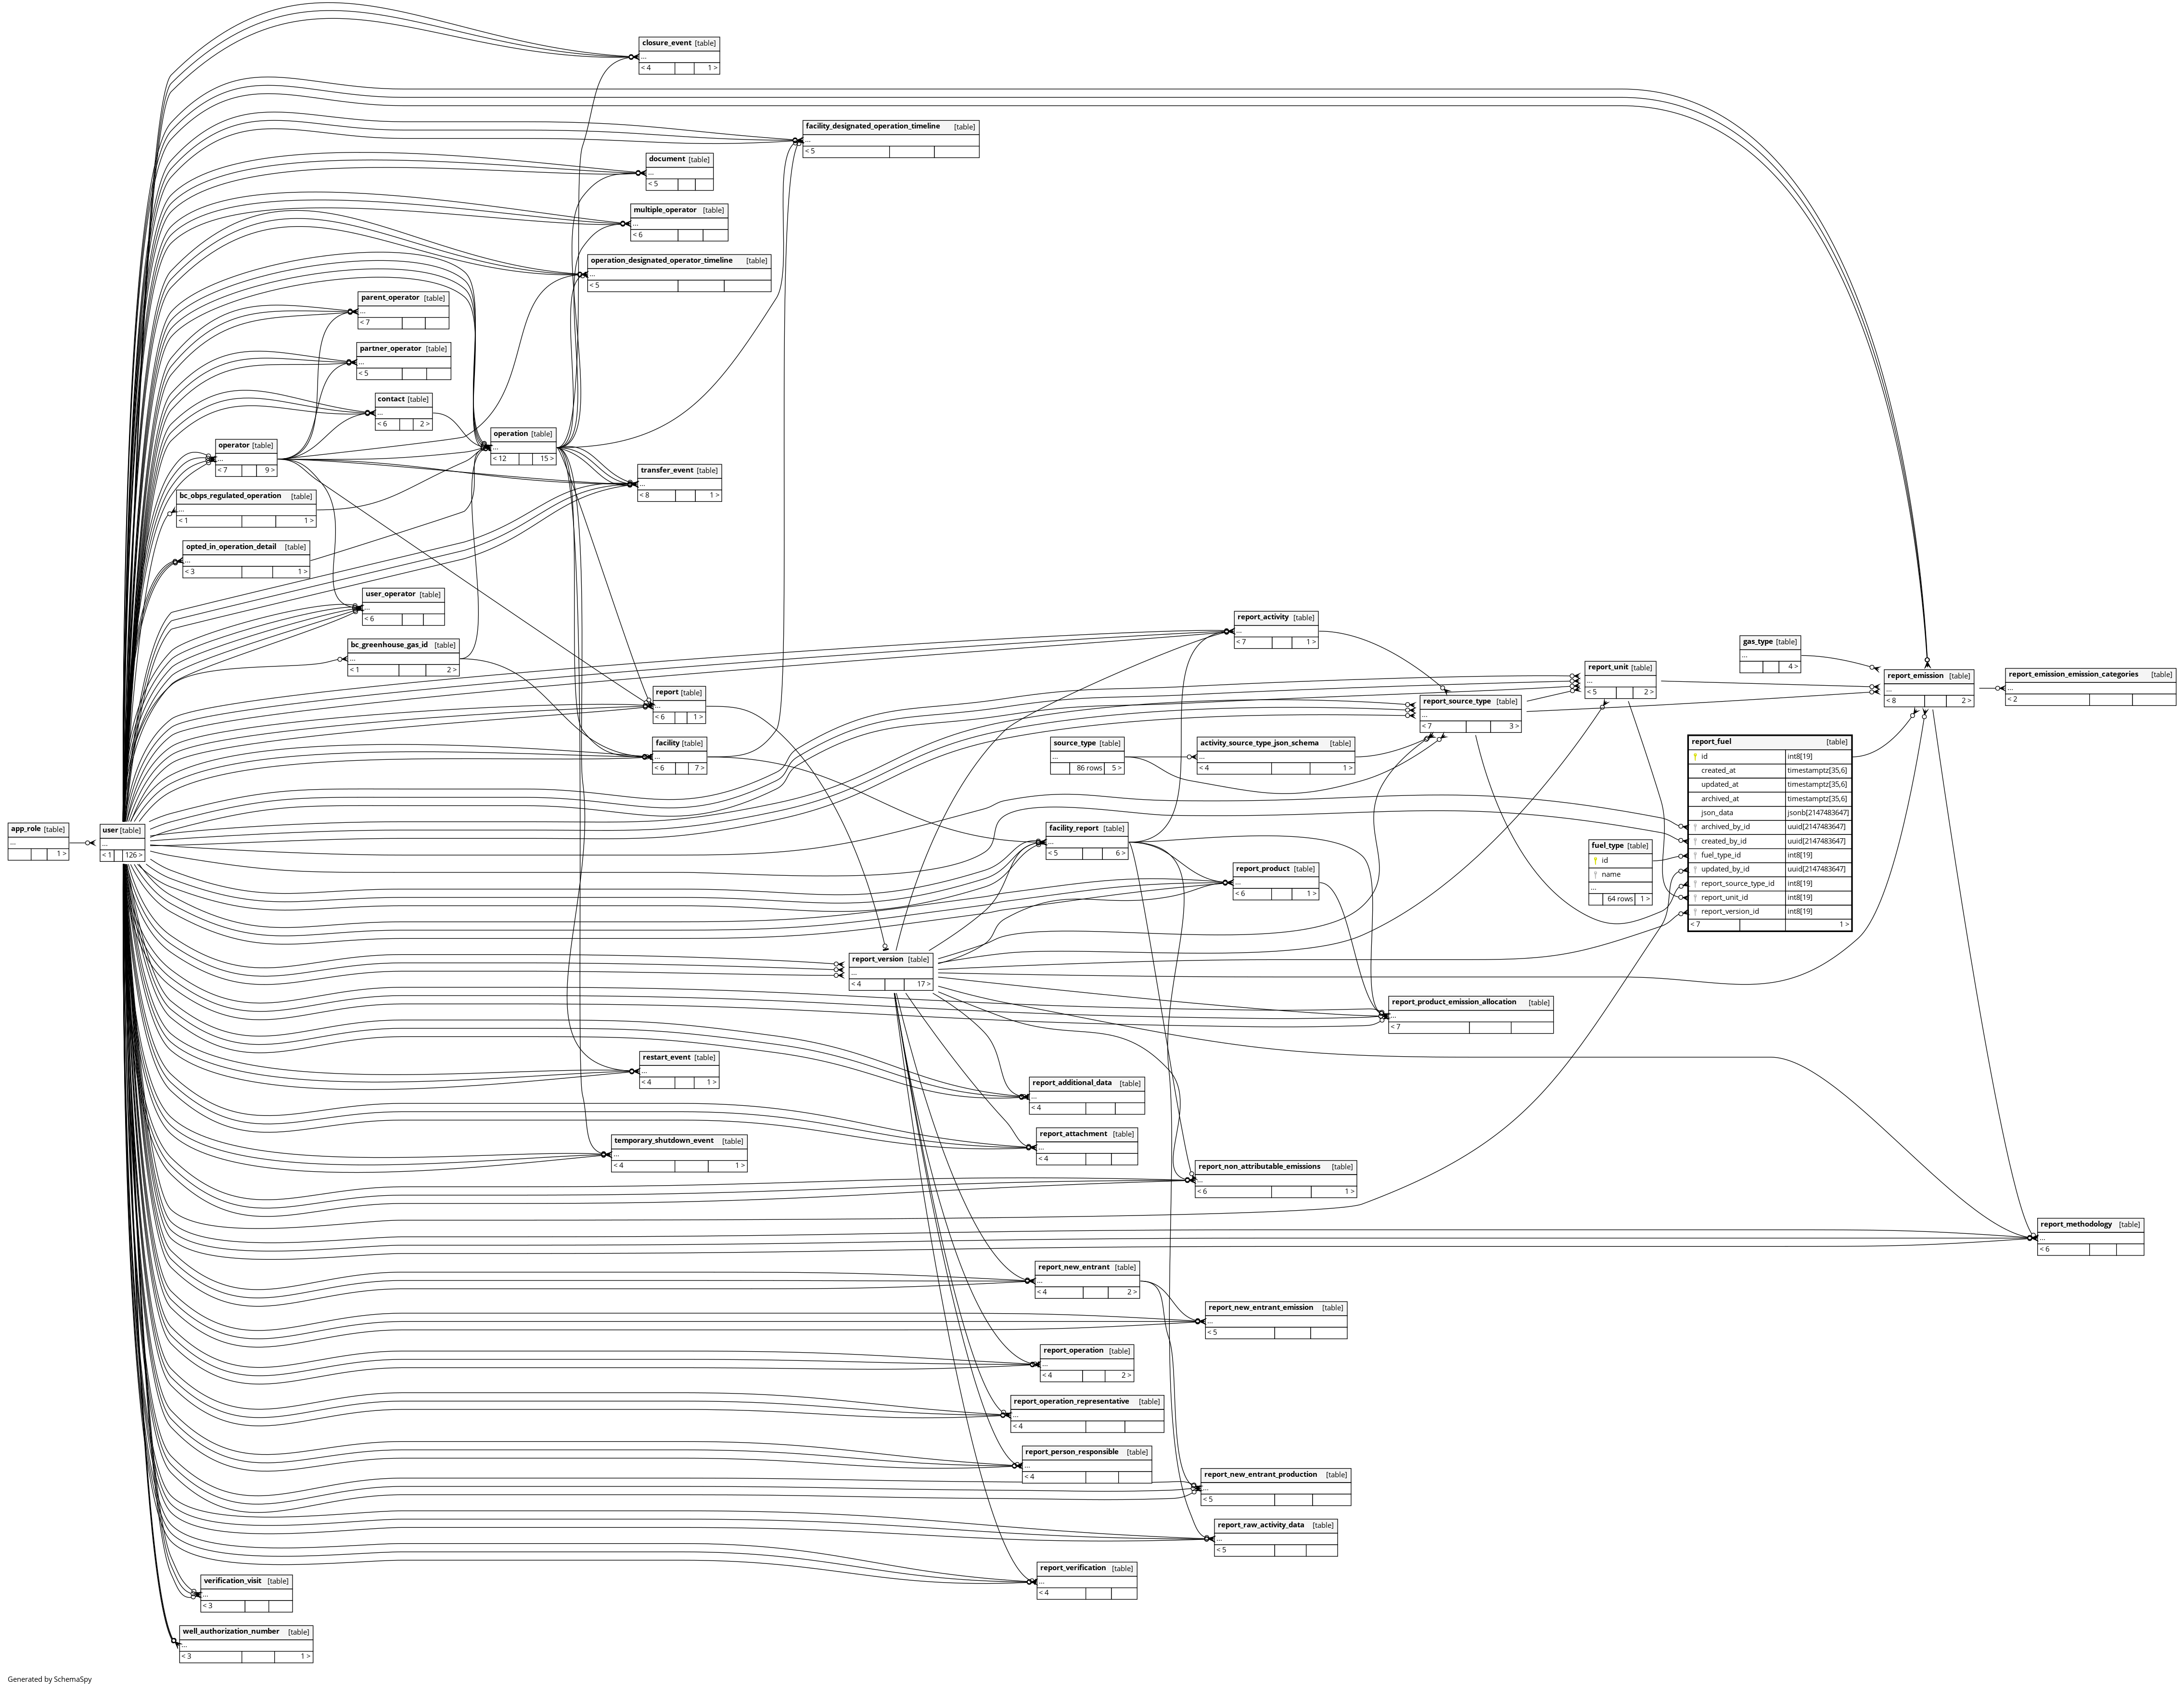 closure_event [table]
...
< 4 1 >
facility_designated_operation_timeline [table]
...
< 5
document [table]
...
< 5
multiple_operator [table]
...
< 6
operation_designated_operator_timeline [table]
...
< 5
parent_operator [table]
...
< 7
partner_operator [table]
...
< 5
contact [table]
...
< 6 2 >
operation [table]
...
< 12 15 >
operator [table]
...
< 7 9 >
transfer_event [table]
...
< 8 1 >
bc_obps_regulated_operation [table]
...
< 1 1 >
opted_in_operation_detail [table]
...
< 3 1 >
user_operator [table]
...
< 6
bc_greenhouse_gas_id [table]
...
< 1 2 >
report_activity [table]
...
< 7 1 >
gas_type [table]
...
4 >
report_unit [table]
...
< 5 2 >
report_emission [table]
...
< 8 2 >
report_emission_emission_categories [table]
...
< 2
report [table]
...
< 6 1 >
report_source_type [table]
...
< 7 3 >
facility [table]
...
< 6 7 >
source_type [table]
...
86 rows 5 >
activity_source_type_json_schema [table]
...
< 4 1 >
report_fuel [table]
id int8[19]
created_at timestamptz[35,6]
updated_at timestamptz[35,6]
archived_at timestamptz[35,6]
json_data jsonb[2147483647]
archived_by_id uuid[2147483647]
created_by_id uuid[2147483647]
fuel_type_id int8[19]
updated_by_id uuid[2147483647]
report_source_type_id int8[19]
report_unit_id int8[19]
report_version_id int8[19]
< 7 1 >
app_role [table]
...
1 >
user [table]
...
< 1 126 >
facility_report [table]
...
< 5 6 >
fuel_type [table]
id
name
...
64 rows 1 >
report_product [table]
...
< 6 1 >
report_version [table]
...
< 4 17 >
report_product_emission_allocation [table]
...
< 7
restart_event [table]
...
< 4 1 >
report_additional_data [table]
...
< 4
report_attachment [table]
...
< 4
temporary_shutdown_event [table]
...
< 4 1 >
report_non_attributable_emissions [table]
...
< 6 1 >
report_methodology [table]
...
< 6
report_new_entrant [table]
...
< 4 2 >
report_new_entrant_emission [table]
...
< 5
report_operation [table]
...
< 4 2 >
report_operation_representative [table]
...
< 4
report_person_responsible [table]
...
< 4
report_new_entrant_production [table]
...
< 5
report_raw_activity_data [table]
...
< 5
report_verification [table]
...
< 4
verification_visit [table]
...
< 3
well_authorization_number [table]
...
< 3 1 >
Generated by SchemaSpy